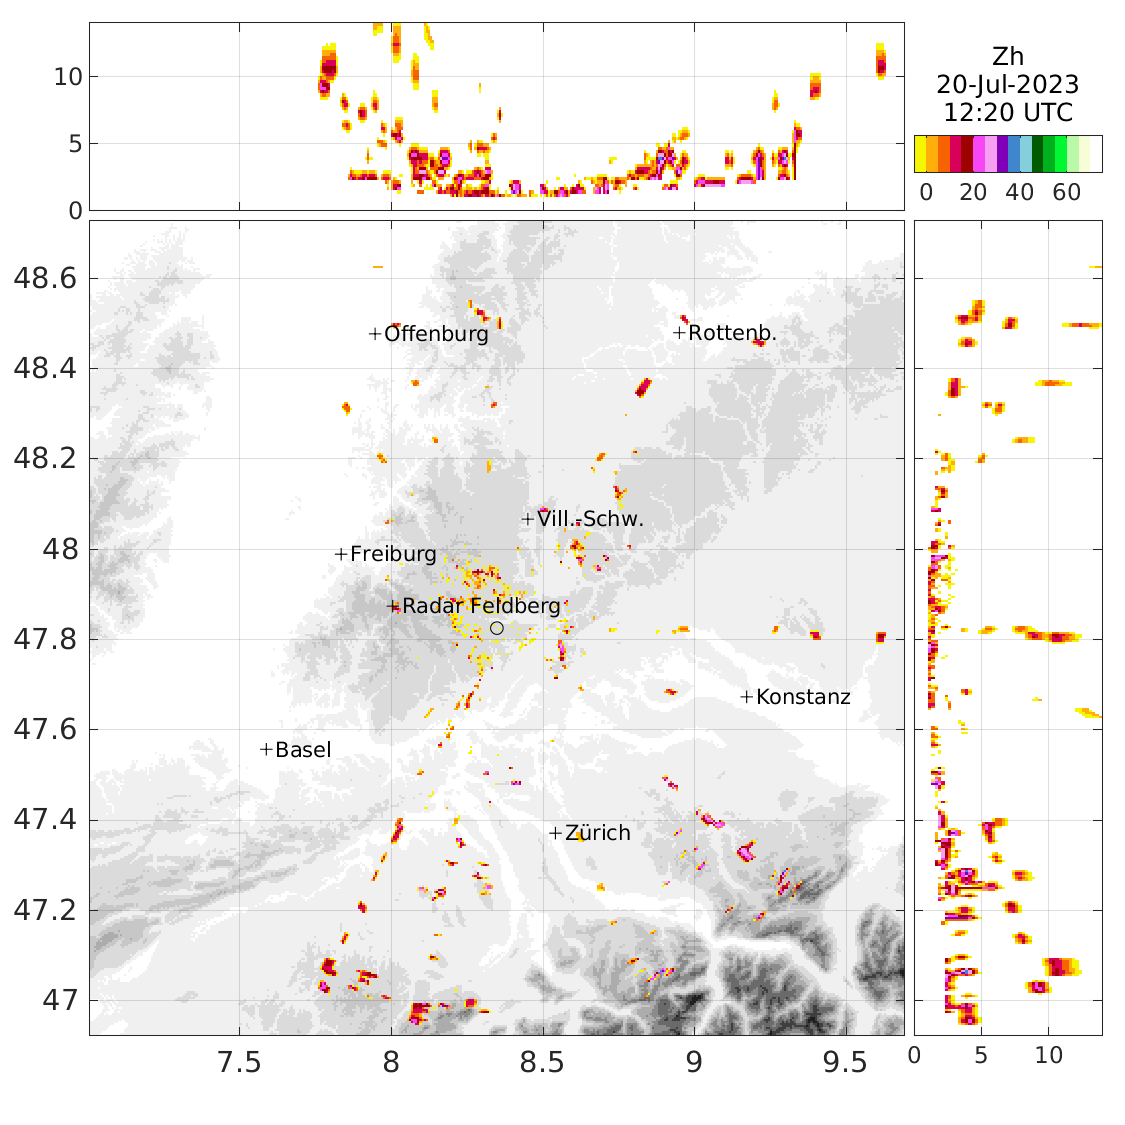 10
5
0
Zh
20-Jul-2023
12:20 UTC
0 20 40 60
48.6
48.4
48.2
48
47.8
47.6
47.4
47.2
47
Offenburg
Rottenb.
Vill.-Schw.
Freiburg
Radar Feldberg
Konstanz
Basel
Zürich
7.5 8 8.5 9 9.5
0 5 10